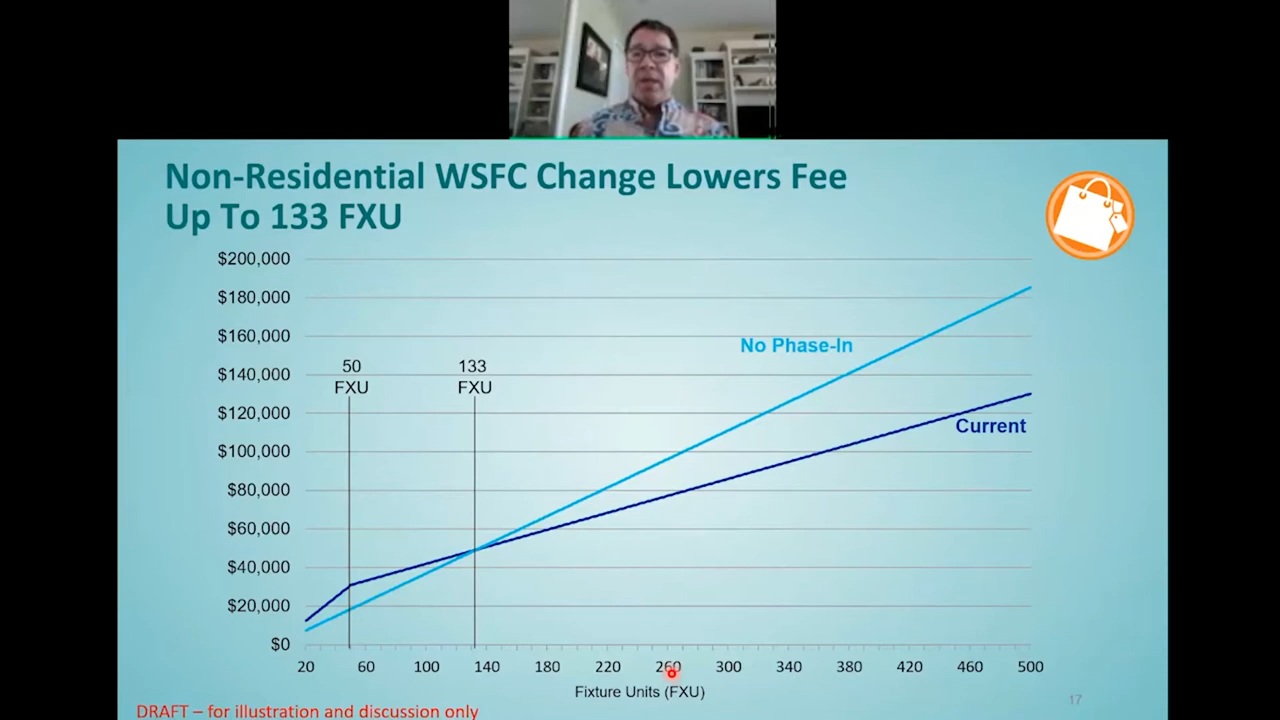 Non-Residential WSFC Change Lowers Fee
Up To 133 FXU
$200,000
$180,000
$160,000
$140,000
$120,000
$100,000
$80,000
$60,000
$40,000
$20,000
$0
50
FXU
133
FXU
No Phase-In
Current
20 60 100 140 180 220 260 300 340 380 420 460 500
Fixture Units (FXU)
17
DRAFT – for illustration and discussion only